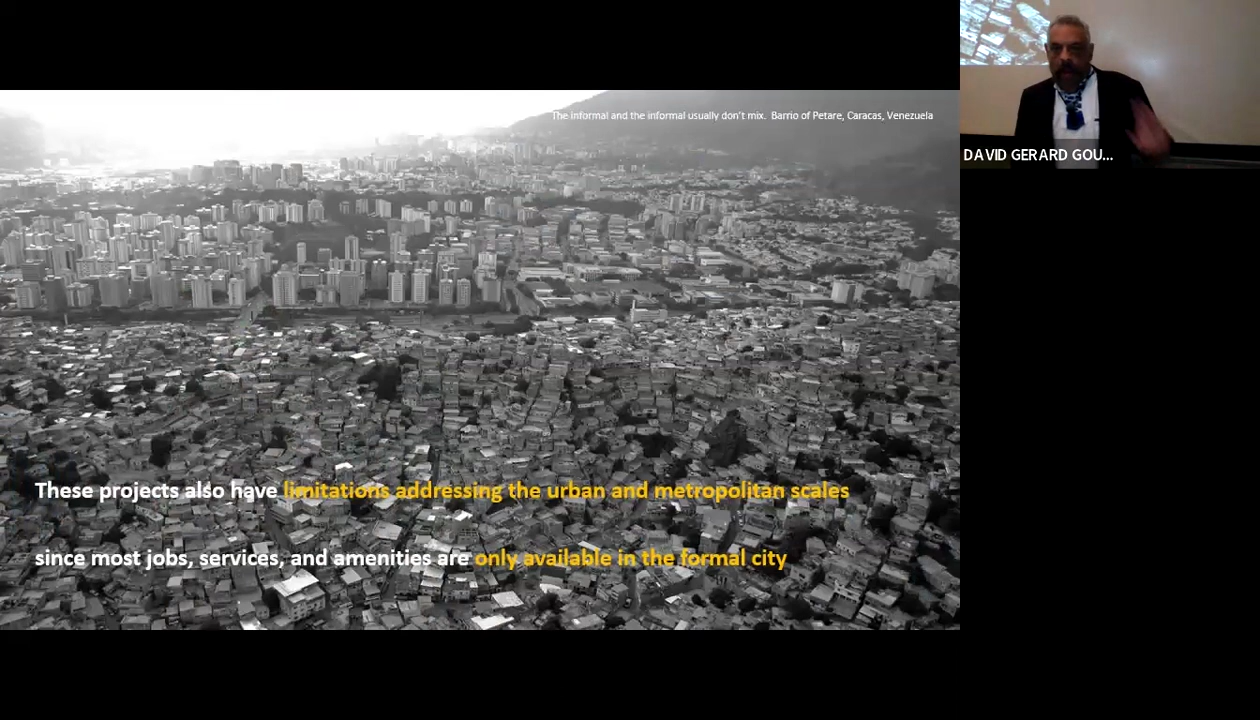 The informal and the informal usually don't mix. Barrio of Petare, Caracas, Venezuela
DAVID GERARD GOU...
These projects also have limitations addressing the urban and metropolitan scales
since most jobs, services, and amenities are only available in the formal city